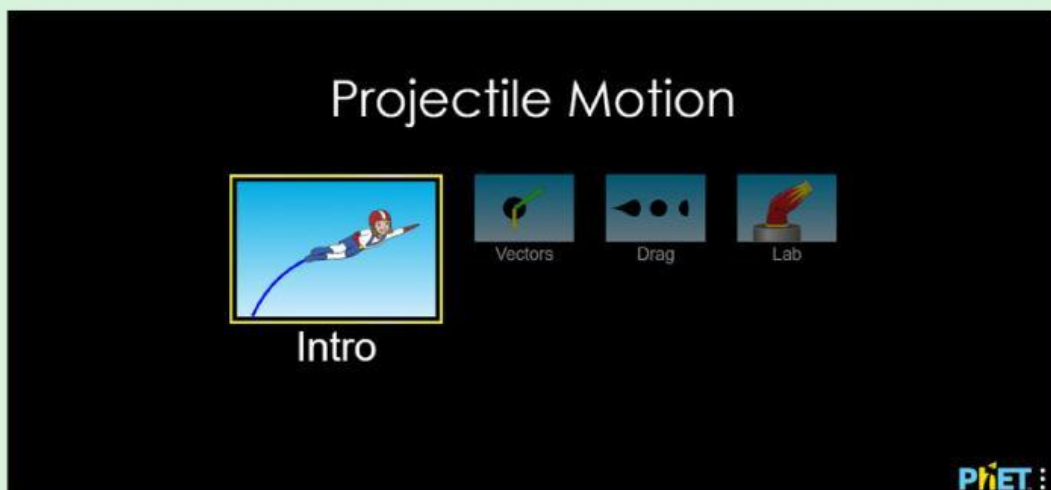 Projectile Motion
Intro
Vectors
Drag
Lab
PhET